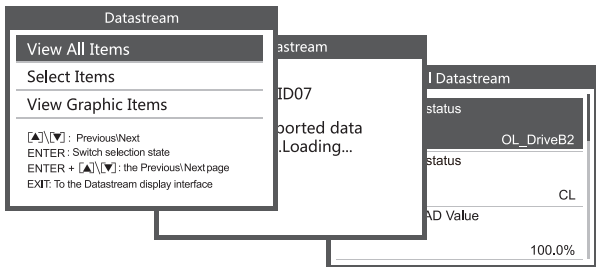 Datastream
View All Items
Select Items
View Graphic Items
[▲]\[▼] : Previous\Next
ENTER : Switch selection state
ENTER + [▲]\[▼] : the Previous\Next page
EXIT: To the Datastream display interface
astream
ID07
ported data
.Loading...
Datastream
status
OL_DriveB2
status
CL
AD Value
100.0%